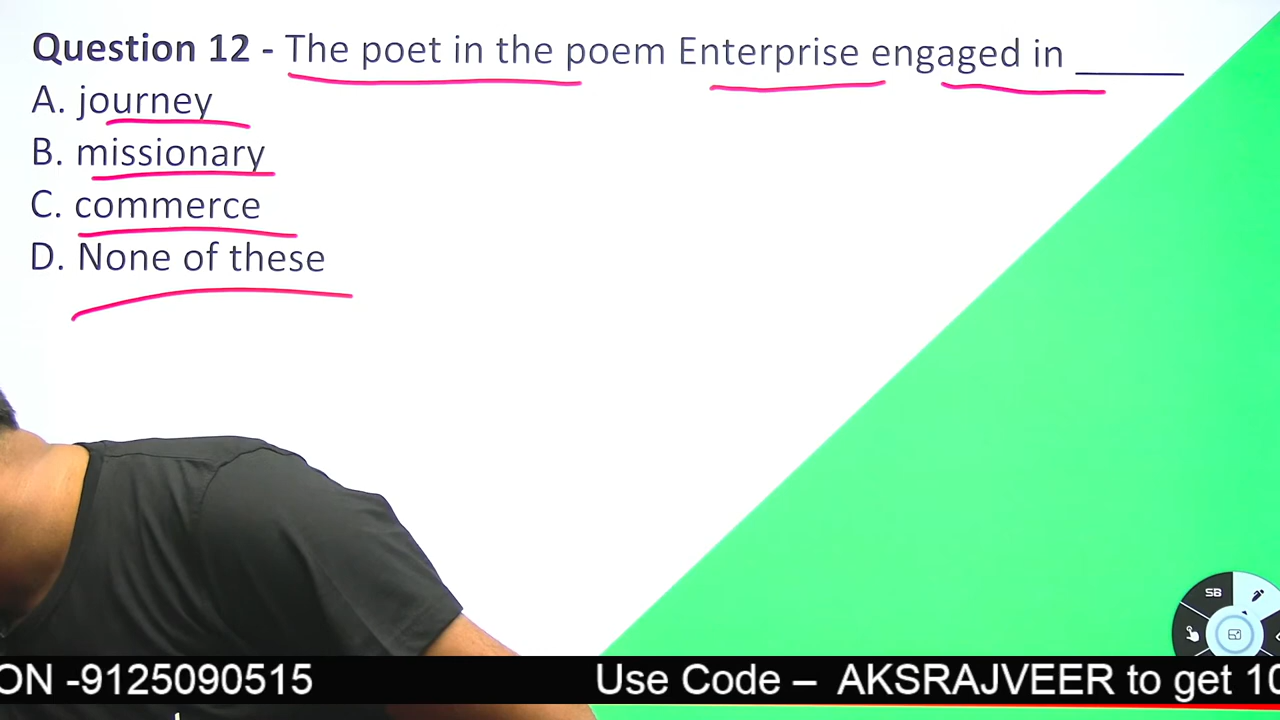 Question 12 - The poet in the poem Enterprise engaged in ______
A. journey
B. missionary
C. commerce
D. None of these
SB
ON -9125090515
Use Code – AKSRAJVEER to get 10